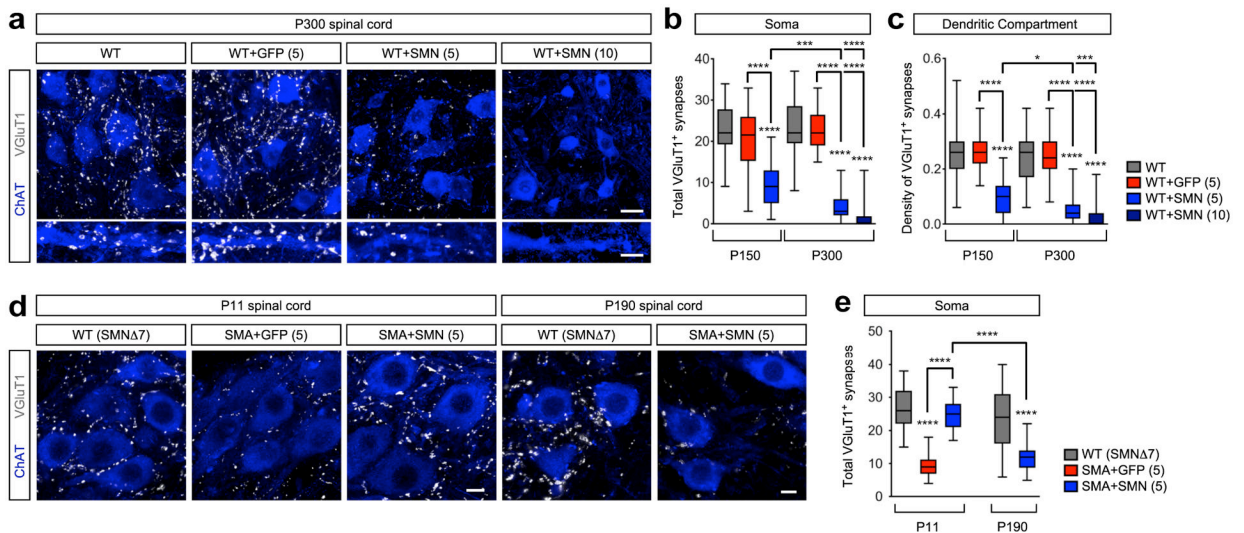 a
P300 spinal cord
WT
WT+GFP (5)
WT+SMN (5)
WT+SMN (10)
ChAT VGluT1
b
Soma
Total VGluT1+ synapses
40
30
20
10
0
*** ****
**** **** ****
****
**** ****
P150
P300
c
Dendritic Compartment
Density of VGluT1+ synapses
0.6
0.4
0.2
0.0
* ***
**** **** ****
****
**** ****
P150
P300
WT
WT+GFP (5)
WT+SMN (5)
WT+SMN (10)
d
P11 spinal cord
P190 spinal cord
WT (SMNΔ7)
SMA+GFP (5)
SMA+SMN (5)
WT (SMNΔ7)
SMA+SMN (5)
ChAT VGluT1
e
Soma
Total VGluT1+ synapses
50
40
30
20
10
0
****
****
**** ****
P11
P190
WT (SMNΔ7)
SMA+GFP (5)
SMA+SMN (5)